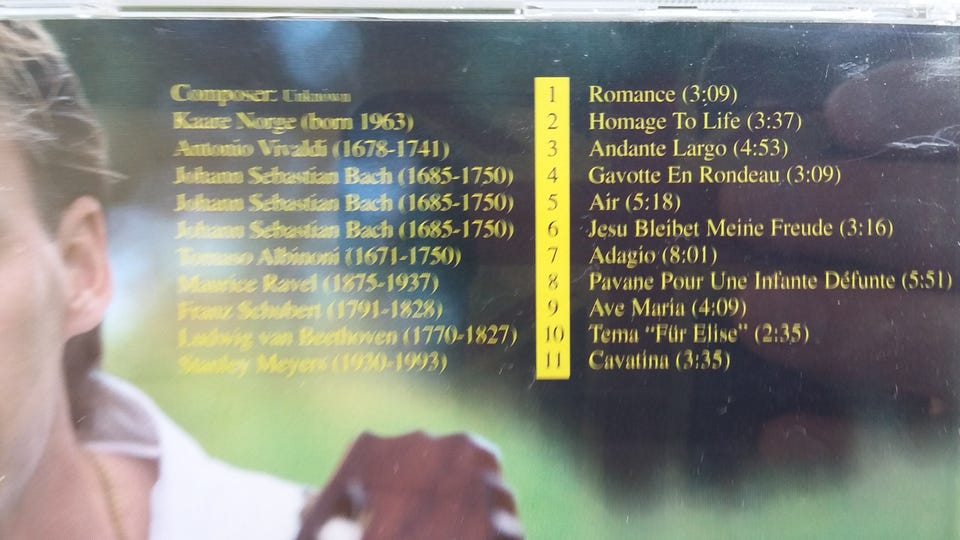 Composer: Unknown 1 Romance (3:09)
Kaare Norge (born 1963) 2 Homage To Life (3:37)
Antonio Vivaldi (1678-1741) 3 Andante Largo (4:53)
Johann Sebastian Bach (1685-1750) 4 Gavotte En Rondeau (3:09)
Johann Sebastian Bach (1685-1750) 5 Air (5:18)
Johann Sebastian Bach (1685-1750) 6 Jesu Bleibet Meine Freude (3:16)
Tomaso Albinoni (1671-1750) 7 Adagio (8:01)
Maurice Ravel (1875-1937) 8 Pavane Pour Une Infante Défunte (5:51)
Franz Schubert (1791-1828) 9 Ave Maria (4:09)
Ludwig van Beethoven (1770-1827) 10 Tema "Für Elise" (2:35)
Stanley Meyers (1930-1993) 11 Cavatina (3:35)